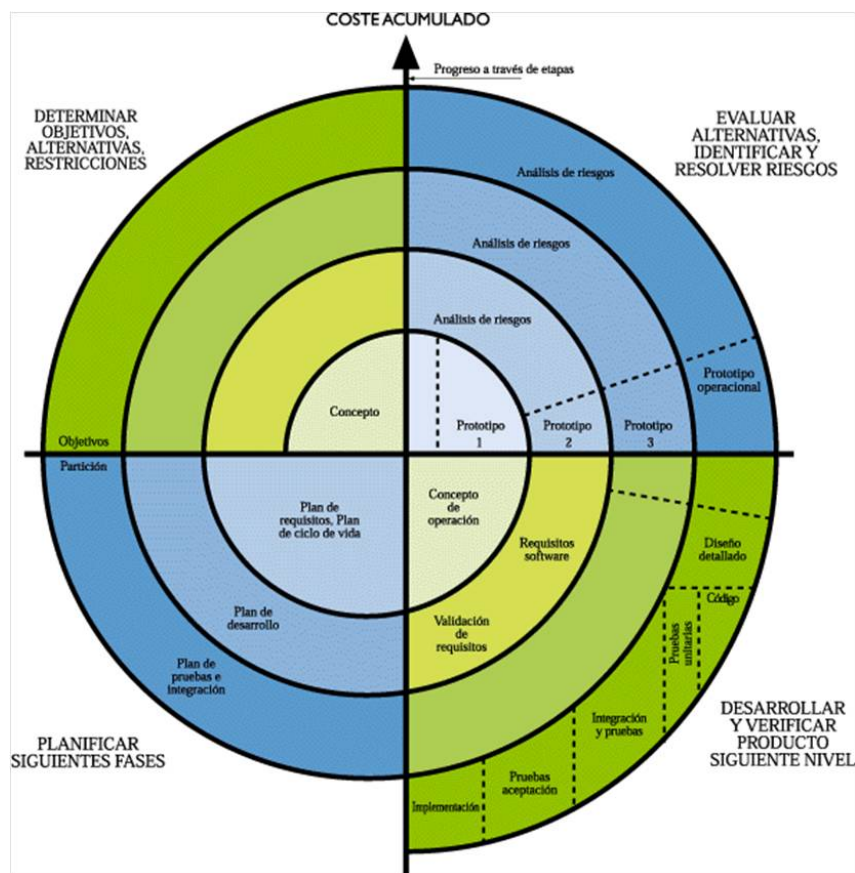 COSTE ACUMULADO
Progreso a través de etapas
DETERMINAR
OBJETIVOS,
ALTERNATIVAS,
RESTRICCIONES
EVALUAR
ALTERNATIVAS,
IDENTIFICAR Y
RESOLVER RIESGOS
Análisis de riesgos
Análisis de riesgos
Análisis de riesgos
Prototipo
operacional
Concepto
Prototipo
1
Prototipo
2
Prototipo
3
Objetivos
Partición
Plan de
requisitos, Plan
de ciclo de vida
Concepto
de
operación
Requisitos
software
Diseño
detallado
Código
Pruebas
unitarias
Plan de
desarrollo
Validación
de
requisitos
Plan de
pruebas e
integración
Integración
y pruebas
Pruebas
aceptación
Implementación
PLANIFICAR
SIGUIENTES FASES
DESARROLLAR
Y VERIFICAR
PRODUCTO
SIGUIENTE NIVEL